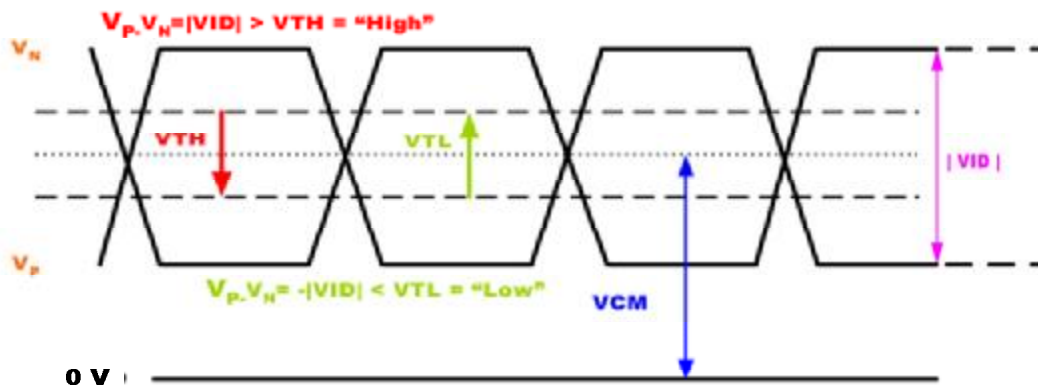 VP-VN=|VID| > VTH = “High”
VN
VTH
VTL
| VID |
VP
VP-VN= -|VID| < VTL = “Low”
VCM
0 V